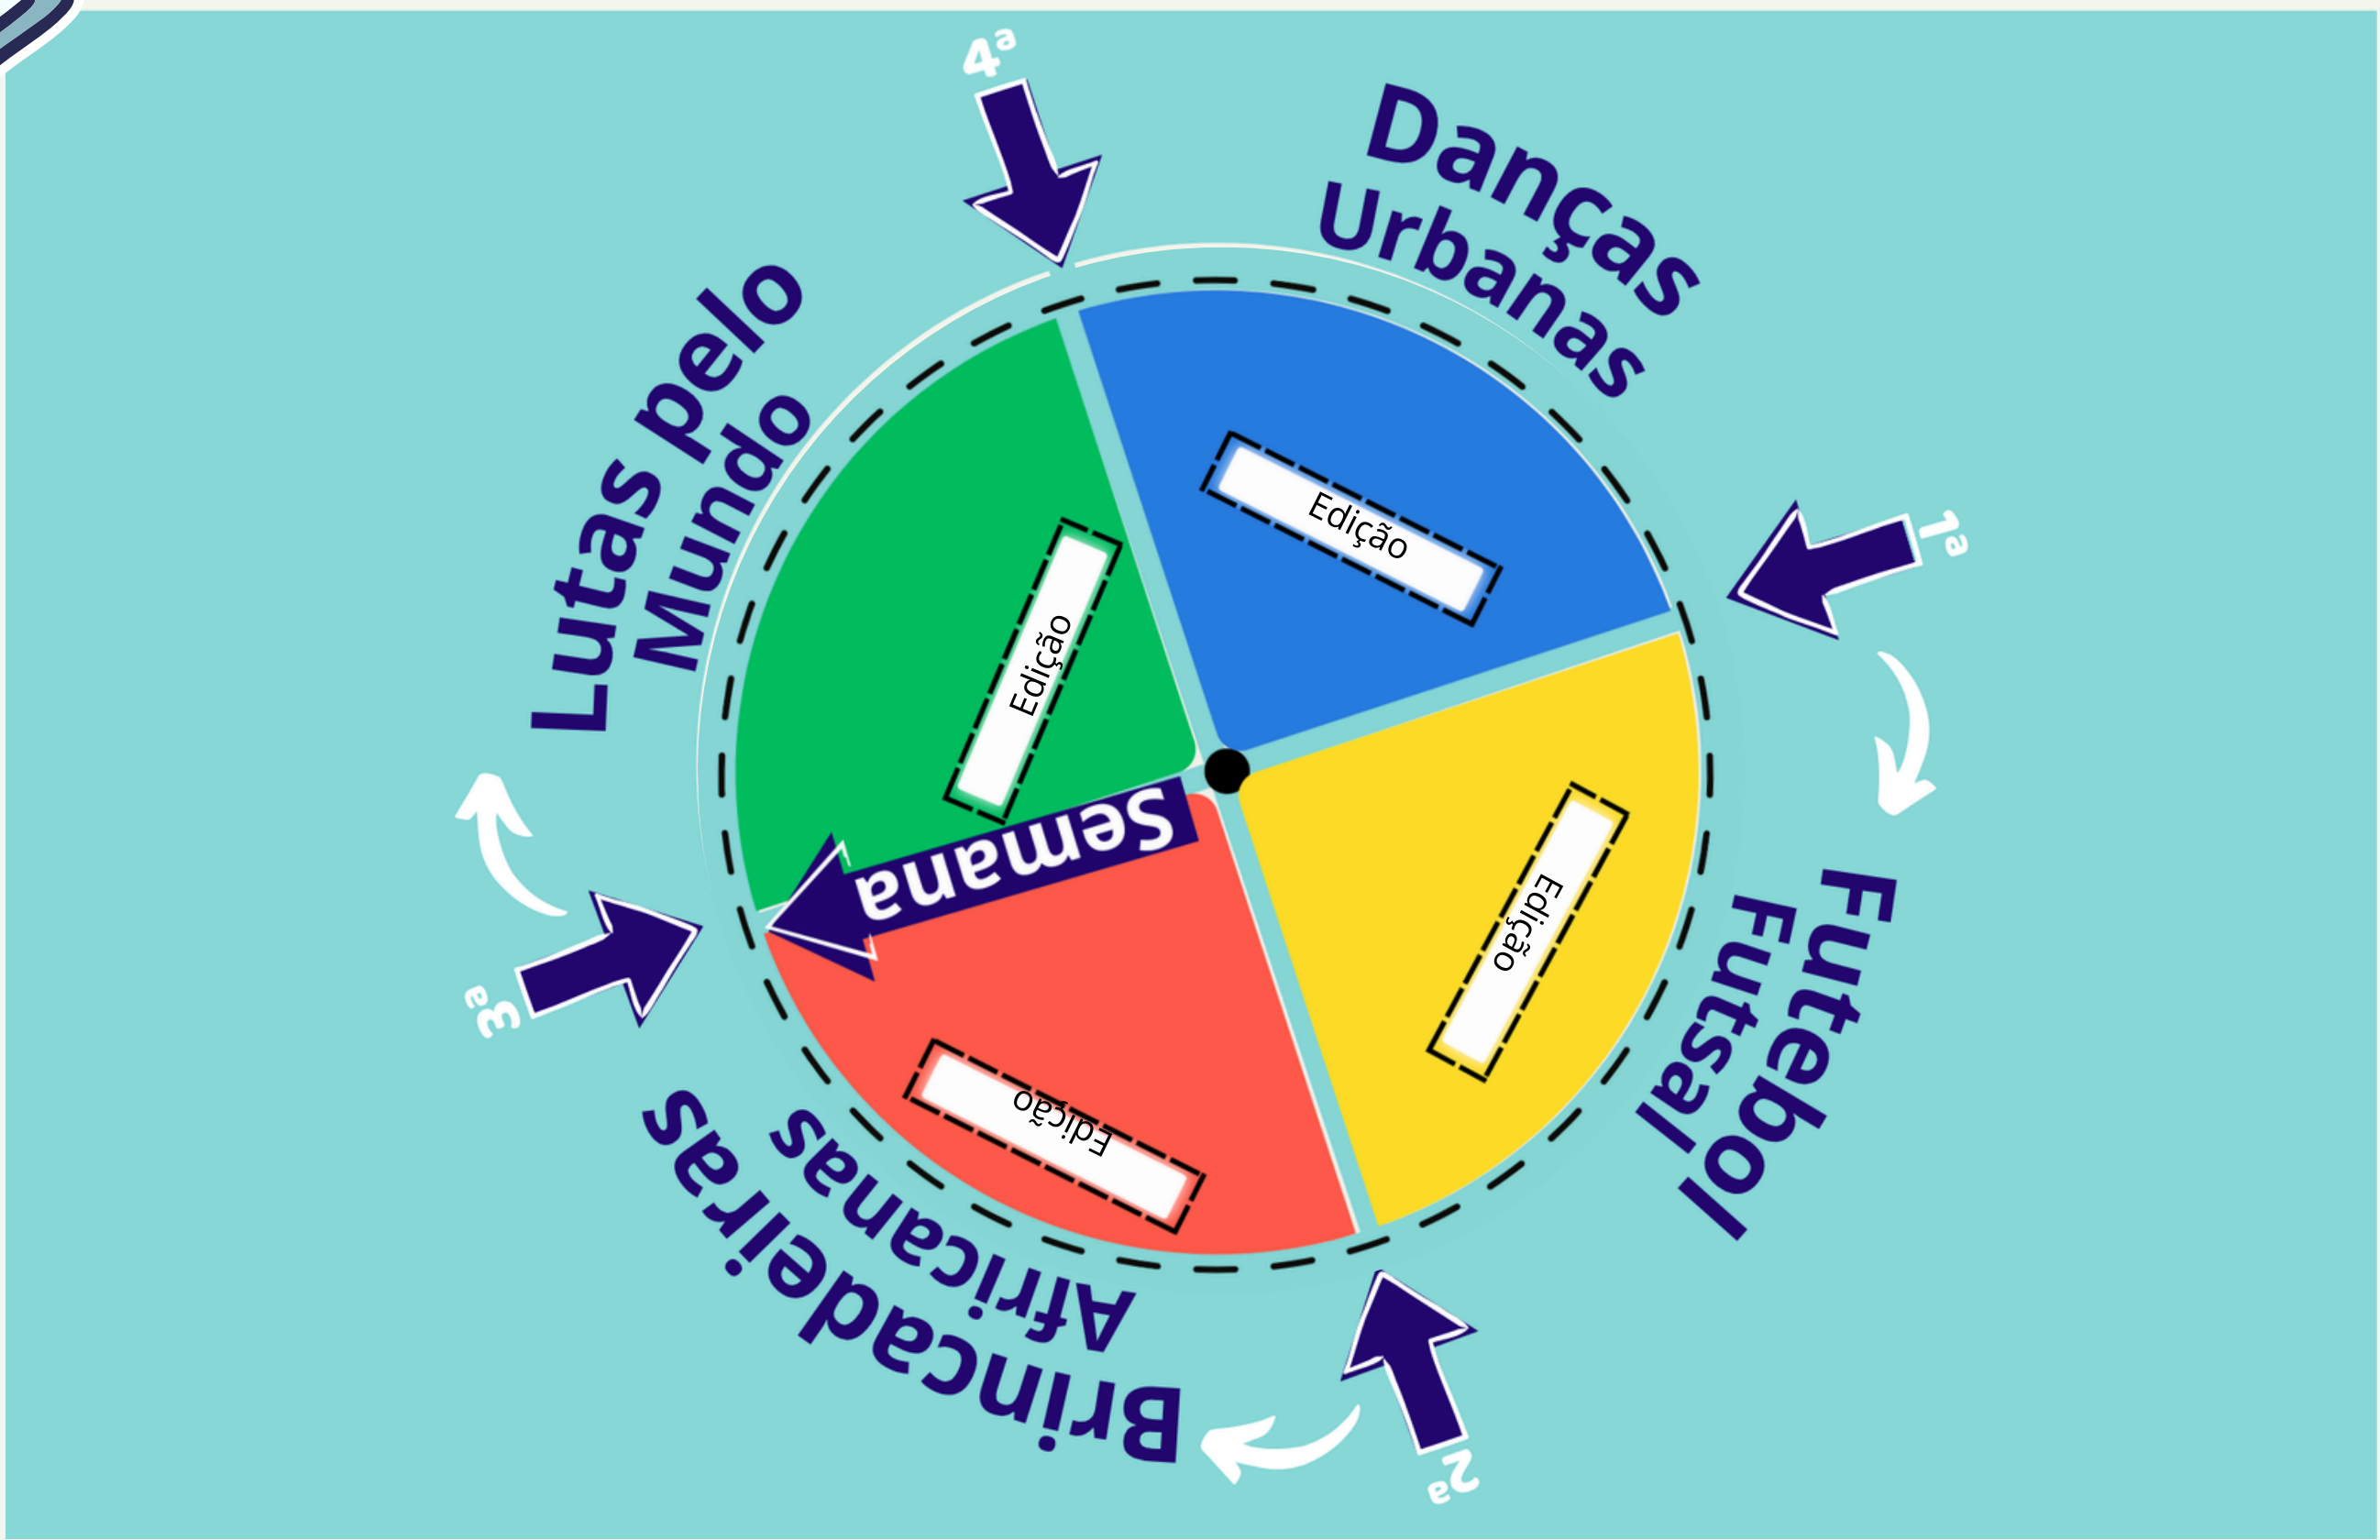 4ª
Danças
Urbanas
1ª
Futebol
Futsal
2ª
Brincadeiras
Africanas
3ª
Lutas pelo
Mundo
Edição
Edição
Edição
Edição
Semana